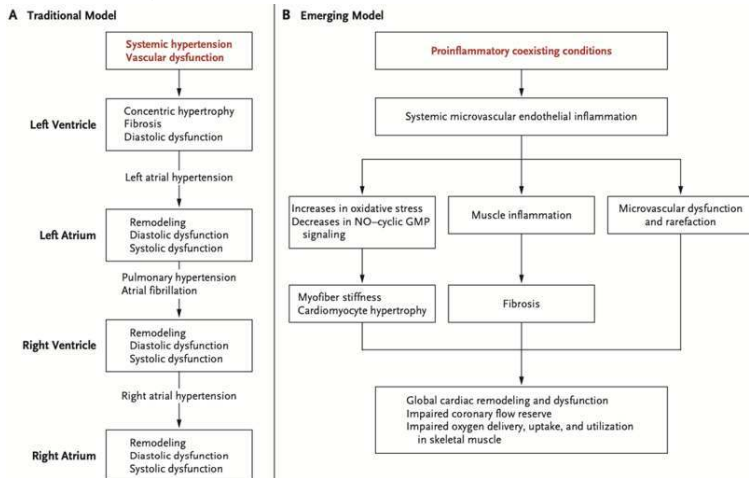 A Traditional Model
Systemic hypertension
Vascular dysfunction
Left Ventricle
Concentric hypertrophy
Fibrosis
Diastolic dysfunction
Left atrial hypertension
Left Atrium
Remodeling
Diastolic dysfunction
Systolic dysfunction
Pulmonary hypertension
Atrial fibrillation
Right Ventricle
Remodeling
Diastolic dysfunction
Systolic dysfunction
Right atrial hypertension
Right Atrium
Remodeling
Diastolic dysfunction
Systolic dysfunction
B Emerging Model
Proinflammatory coexisting conditions
Systemic microvascular endothelial inflammation
Increases in oxidative stress
Decreases in NO–cyclic GMP
signaling
Muscle inflammation
Microvascular dysfunction
and rarefaction
Myofiber stiffness
Cardiomyocyte hypertrophy
Fibrosis
Global cardiac remodeling and dysfunction
Impaired coronary flow reserve
Impaired oxygen delivery, uptake, and utilization
in skeletal muscle